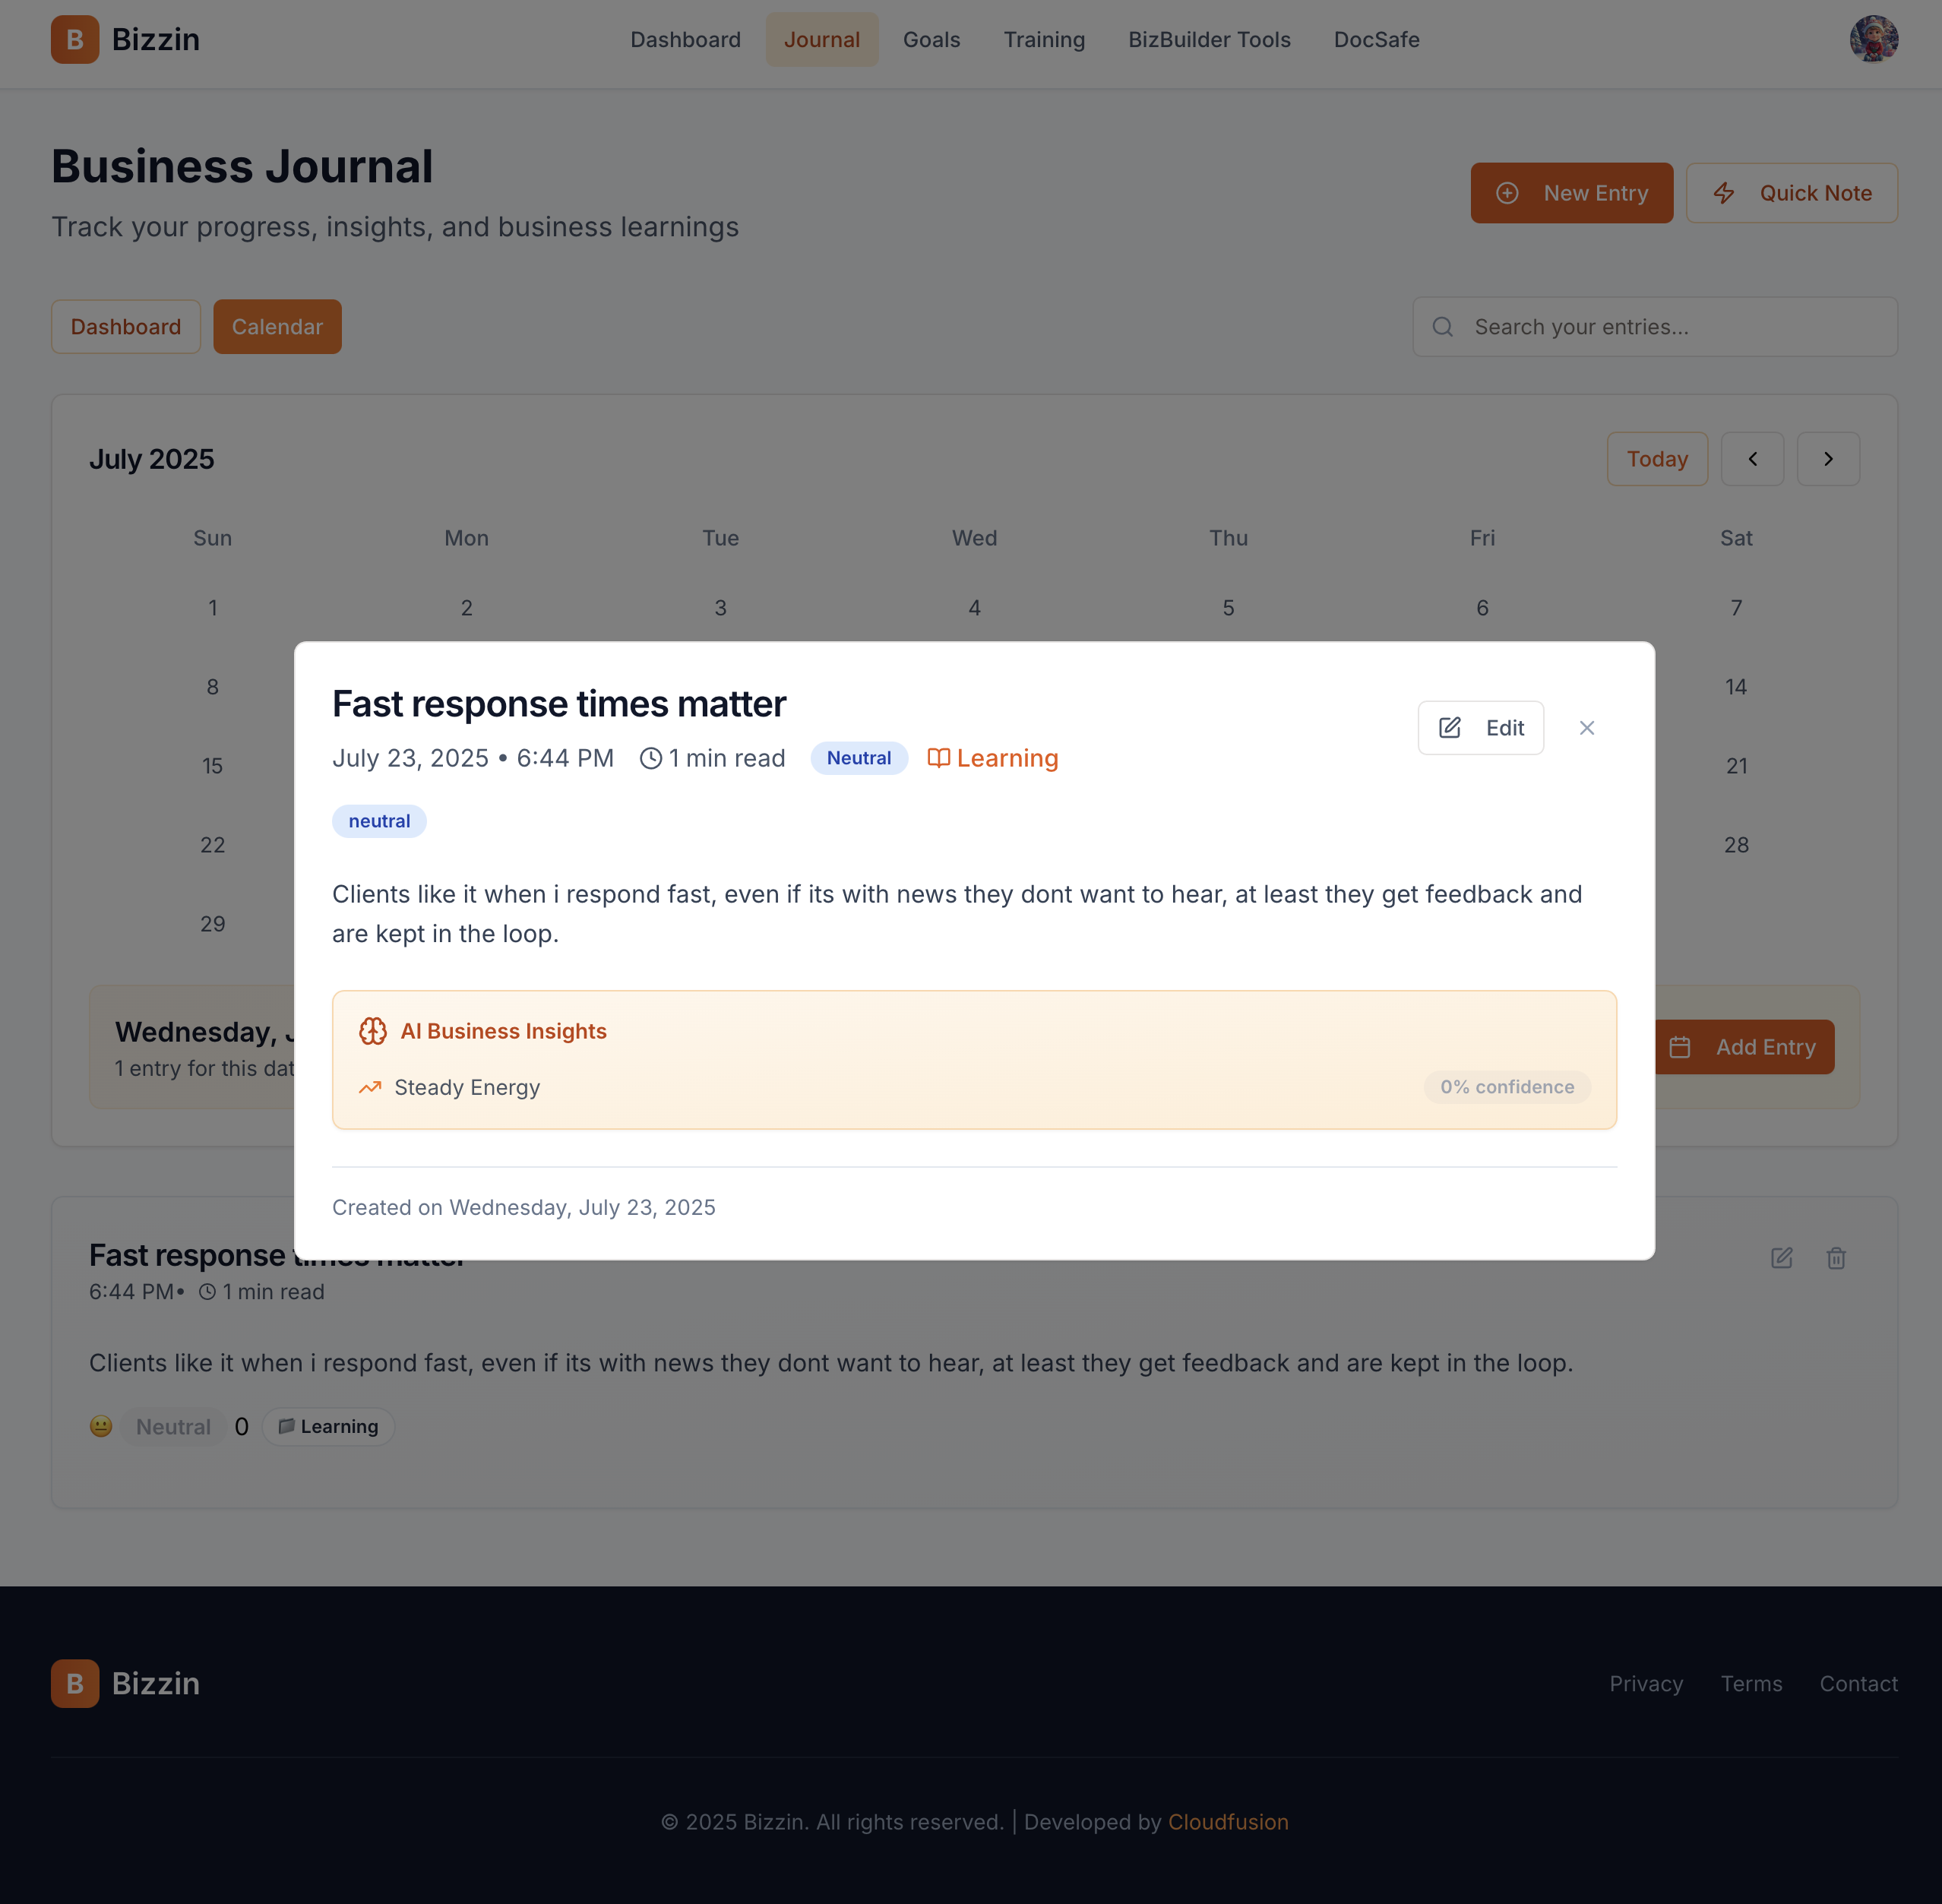 B Bizzin
Dashboard Journal Goals Training BizBuilder Tools DocSafe
Business Journal
Track your progress, insights, and business learnings
New Entry Quick Note
Dashboard Calendar
Search your entries...
July 2025
Today
Sun Mon Tue Wed Thu Fri Sat
1 2 3 4 5 6 7
8 14
15 21
22 28
29
Fast response times matter
July 23, 2025 • 6:44 PM 1 min read Neutral Learning
Edit
neutral
Clients like it when i respond fast, even if its with news they dont want to hear, at least they get feedback and
are kept in the loop.
AI Business Insights
Steady Energy 0% confidence
Created on Wednesday, July 23, 2025
Wednesday,
1 entry for this dat
Add Entry
Fast response times matter
6:44 PM• 1 min read
Clients like it when i respond fast, even if its with news they dont want to hear, at least they get feedback and are kept in the loop.
Neutral 0 Learning
B Bizzin
Privacy Terms Contact
© 2025 Bizzin. All rights reserved. | Developed by Cloudfusion